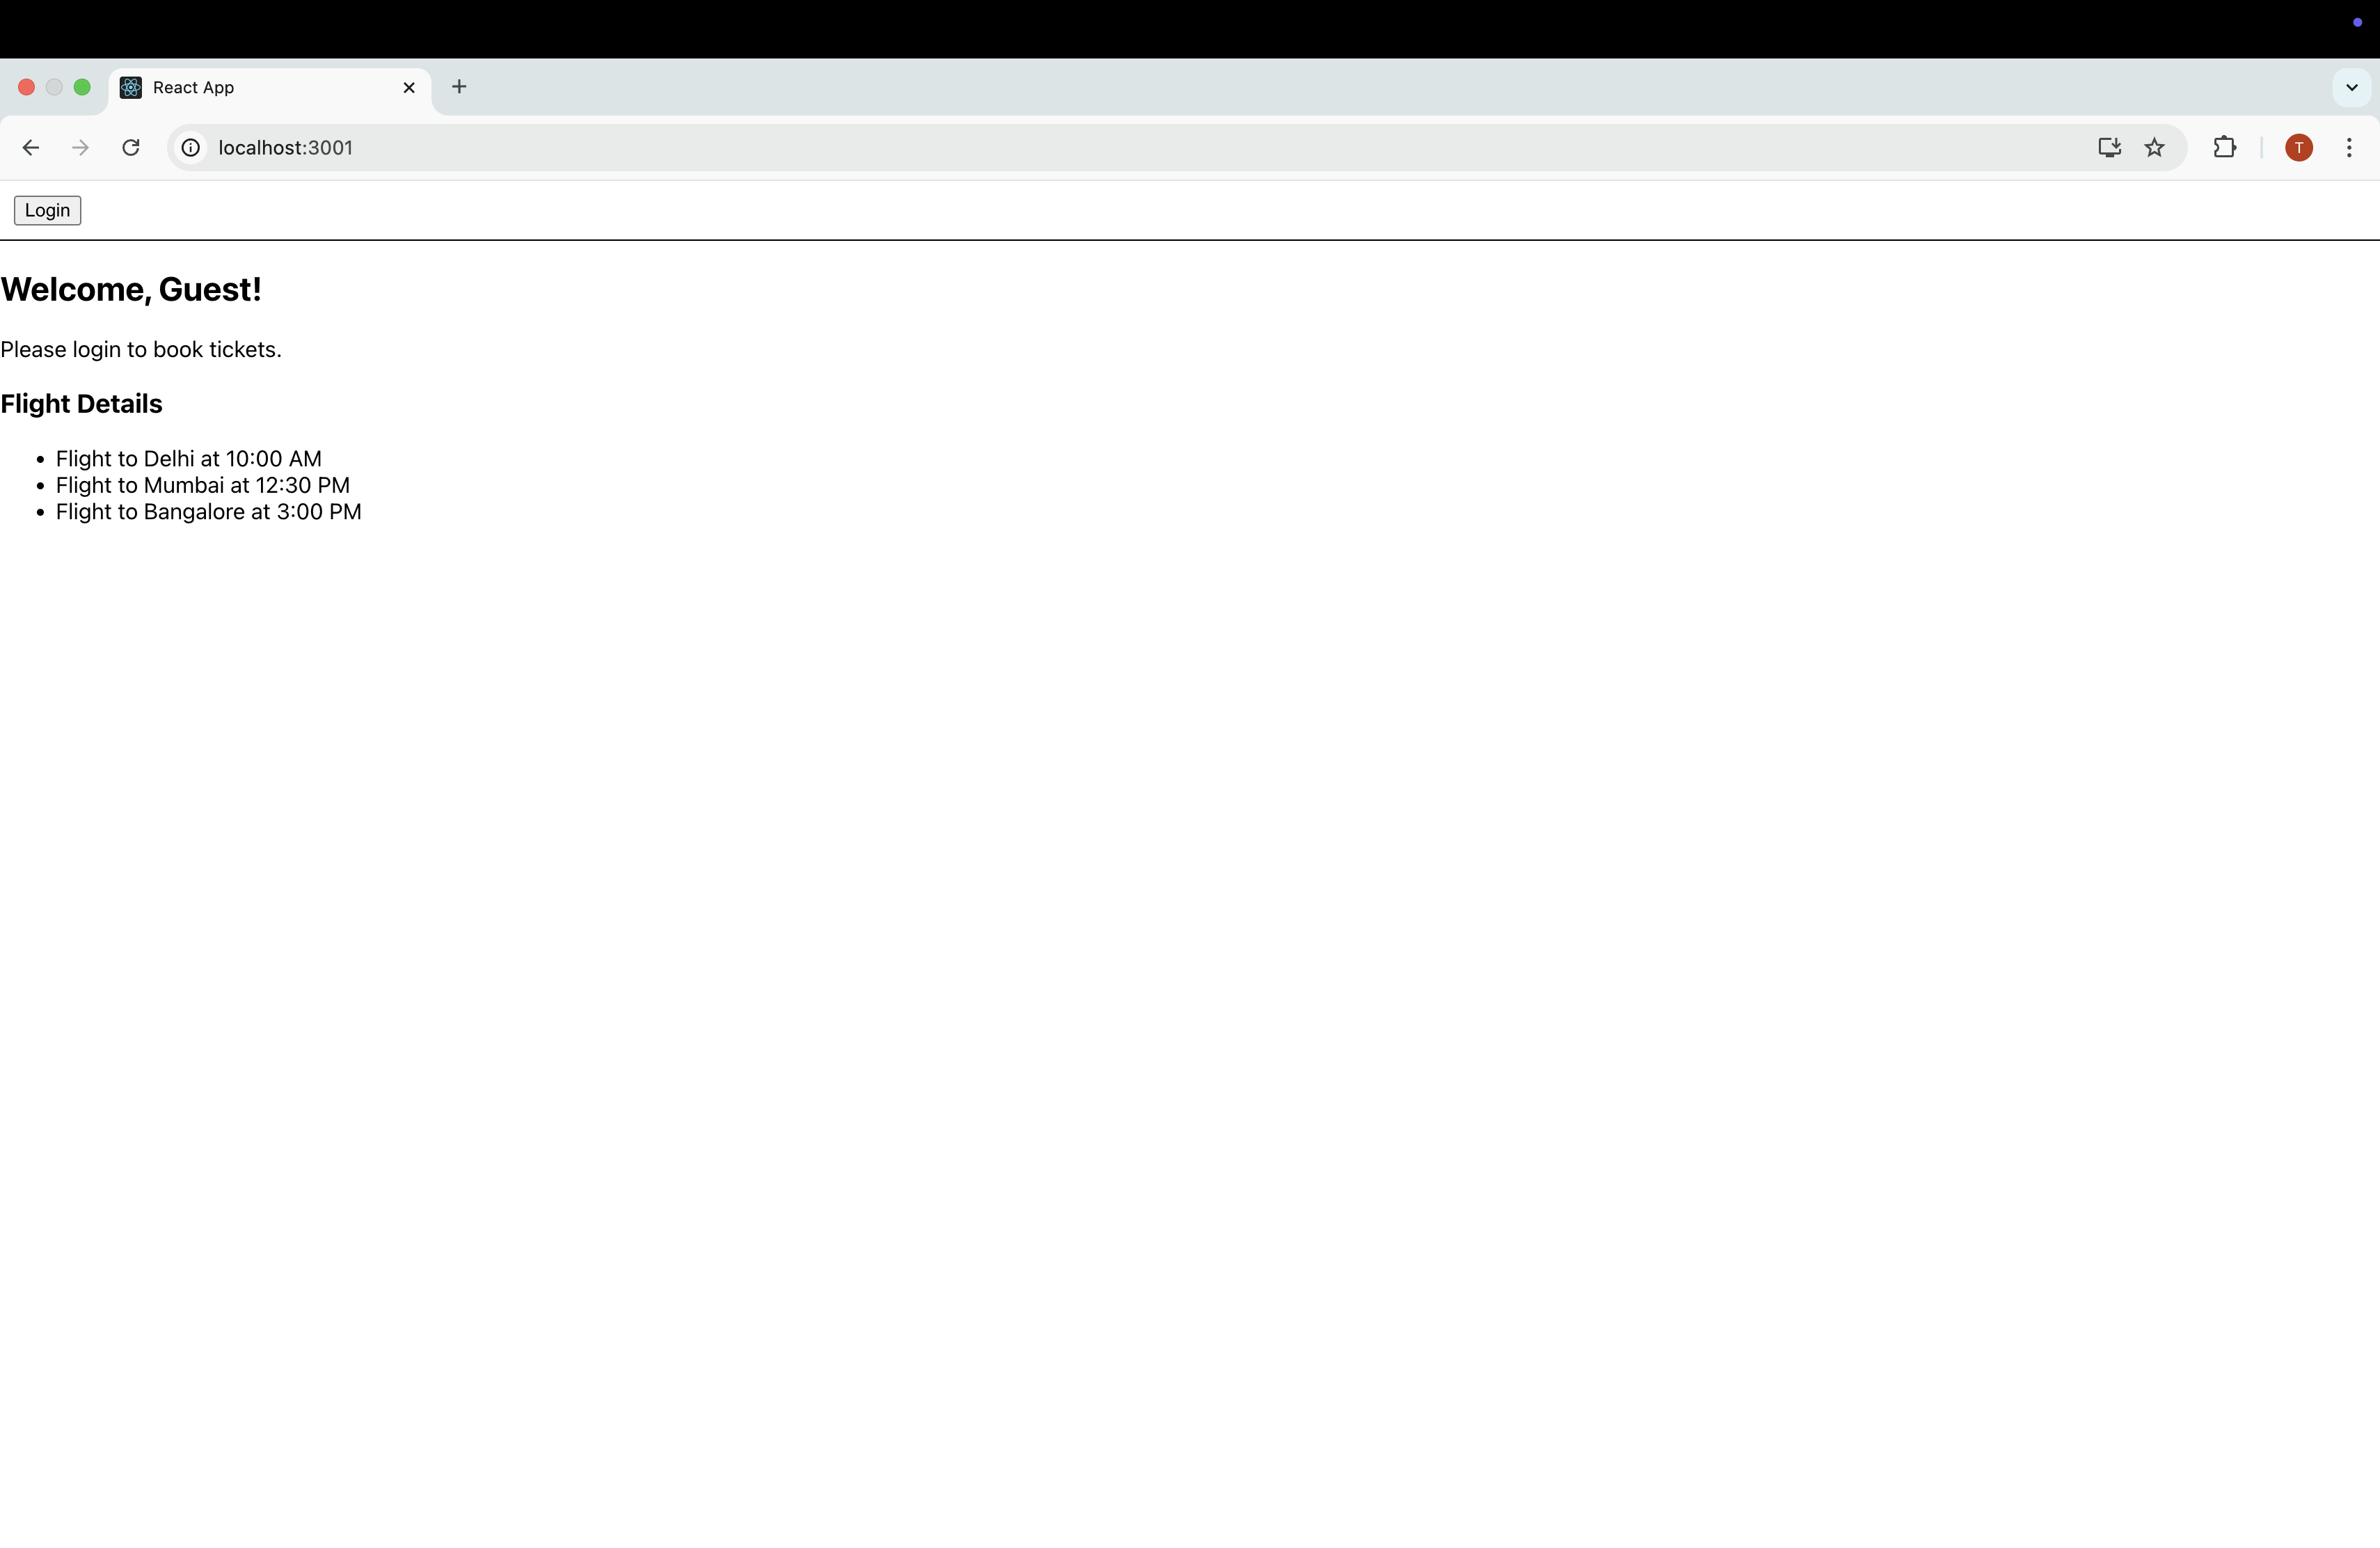 React App
localhost:3001
T
Login
Welcome, Guest!
Please login to book tickets.
Flight Details
• Flight to Delhi at 10:00 AM
• Flight to Mumbai at 12:30 PM
• Flight to Bangalore at 3:00 PM